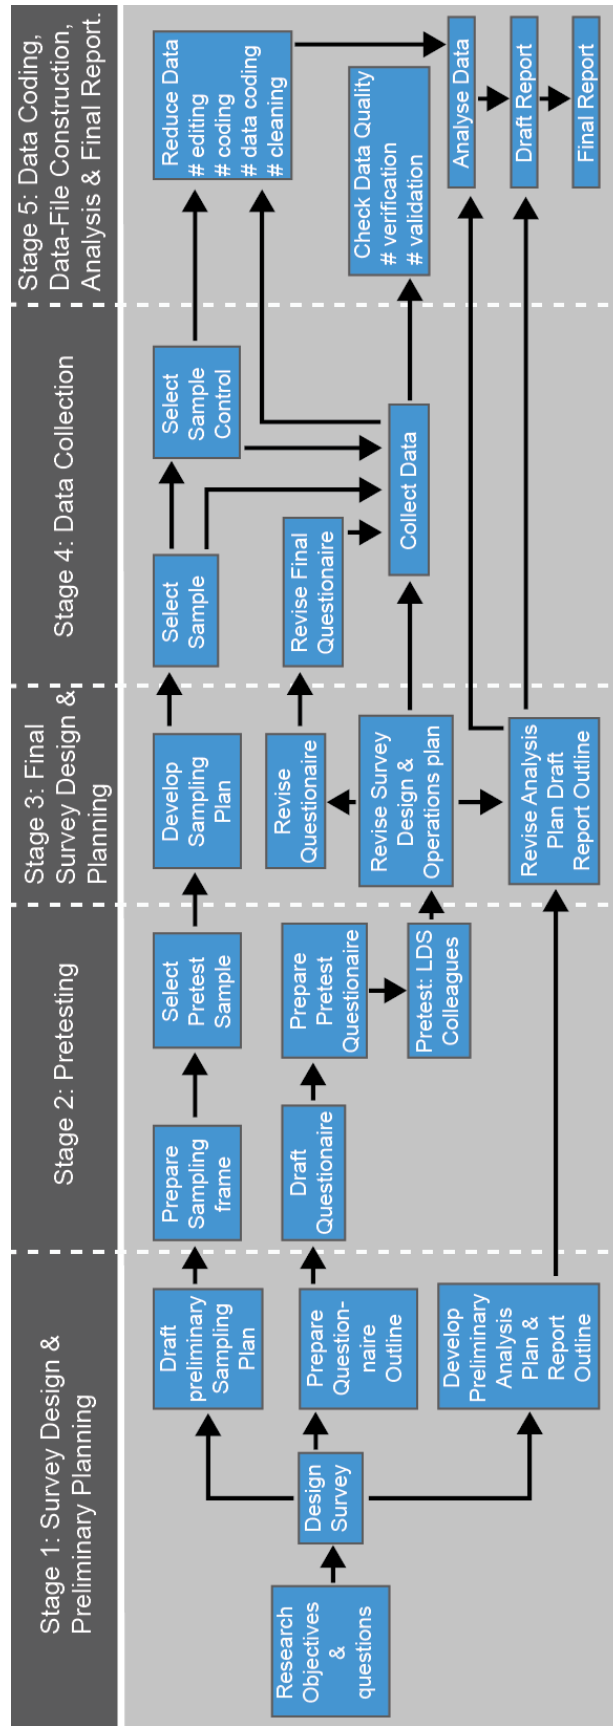 Stage 1: Survey Design &
Preliminary Planning
Stage 2: Pretesting
Stage 3: Final
Survey Design &
Planning
Stage 4: Data Collection
Stage 5: Data Coding,
Data-File Construction,
Analysis & Final Report.
Research
Objectives
&
questions
Design
Survey
Draft
preliminary
Sampling
Plan
Prepare
Question-
naire
Outline
Develop
Preliminary
Analysis
Plan &
Report
Outline
Prepare
Sampling
frame
Select
Pretest
Sample
Draft
Questionaire
Prepare
Pretest
Questionaire
Pretest: LDS
Colleagues
Develop
Sampling
Plan
Revise
Questionaire
Revise Survey
Design &
Operations plan
Revise Analysis
Plan Draft
Report Outline
Select
Sample
Select
Sample
Control
Revise Final
Questionaire
Collect Data
Reduce Data
# editing
# coding
# data coding
# cleaning
Check Data Quality
# verification
# validation
Analyse Data
Draft Report
Final Report